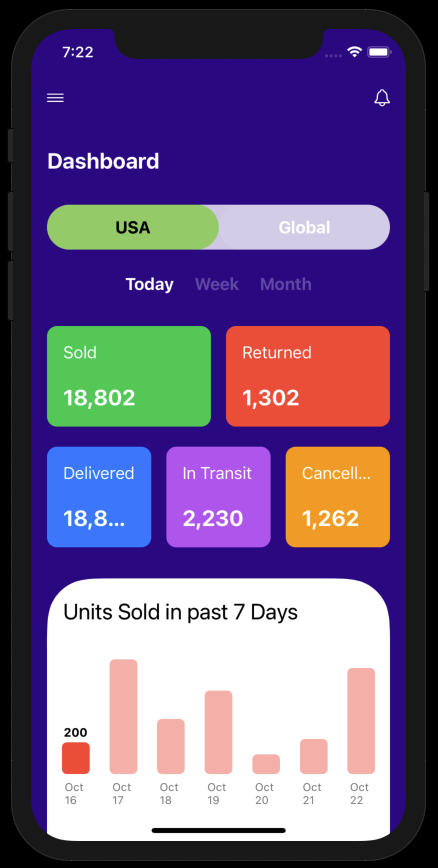 7:22
Dashboard
USA Global
Today Week Month
Sold Returned
18,802 1,302
Delivered In Transit Cancell...
18,8... 2,230 1,262
Units Sold in past 7 Days
200
Oct Oct Oct Oct Oct Oct Oct
16 17 18 19 20 21 22